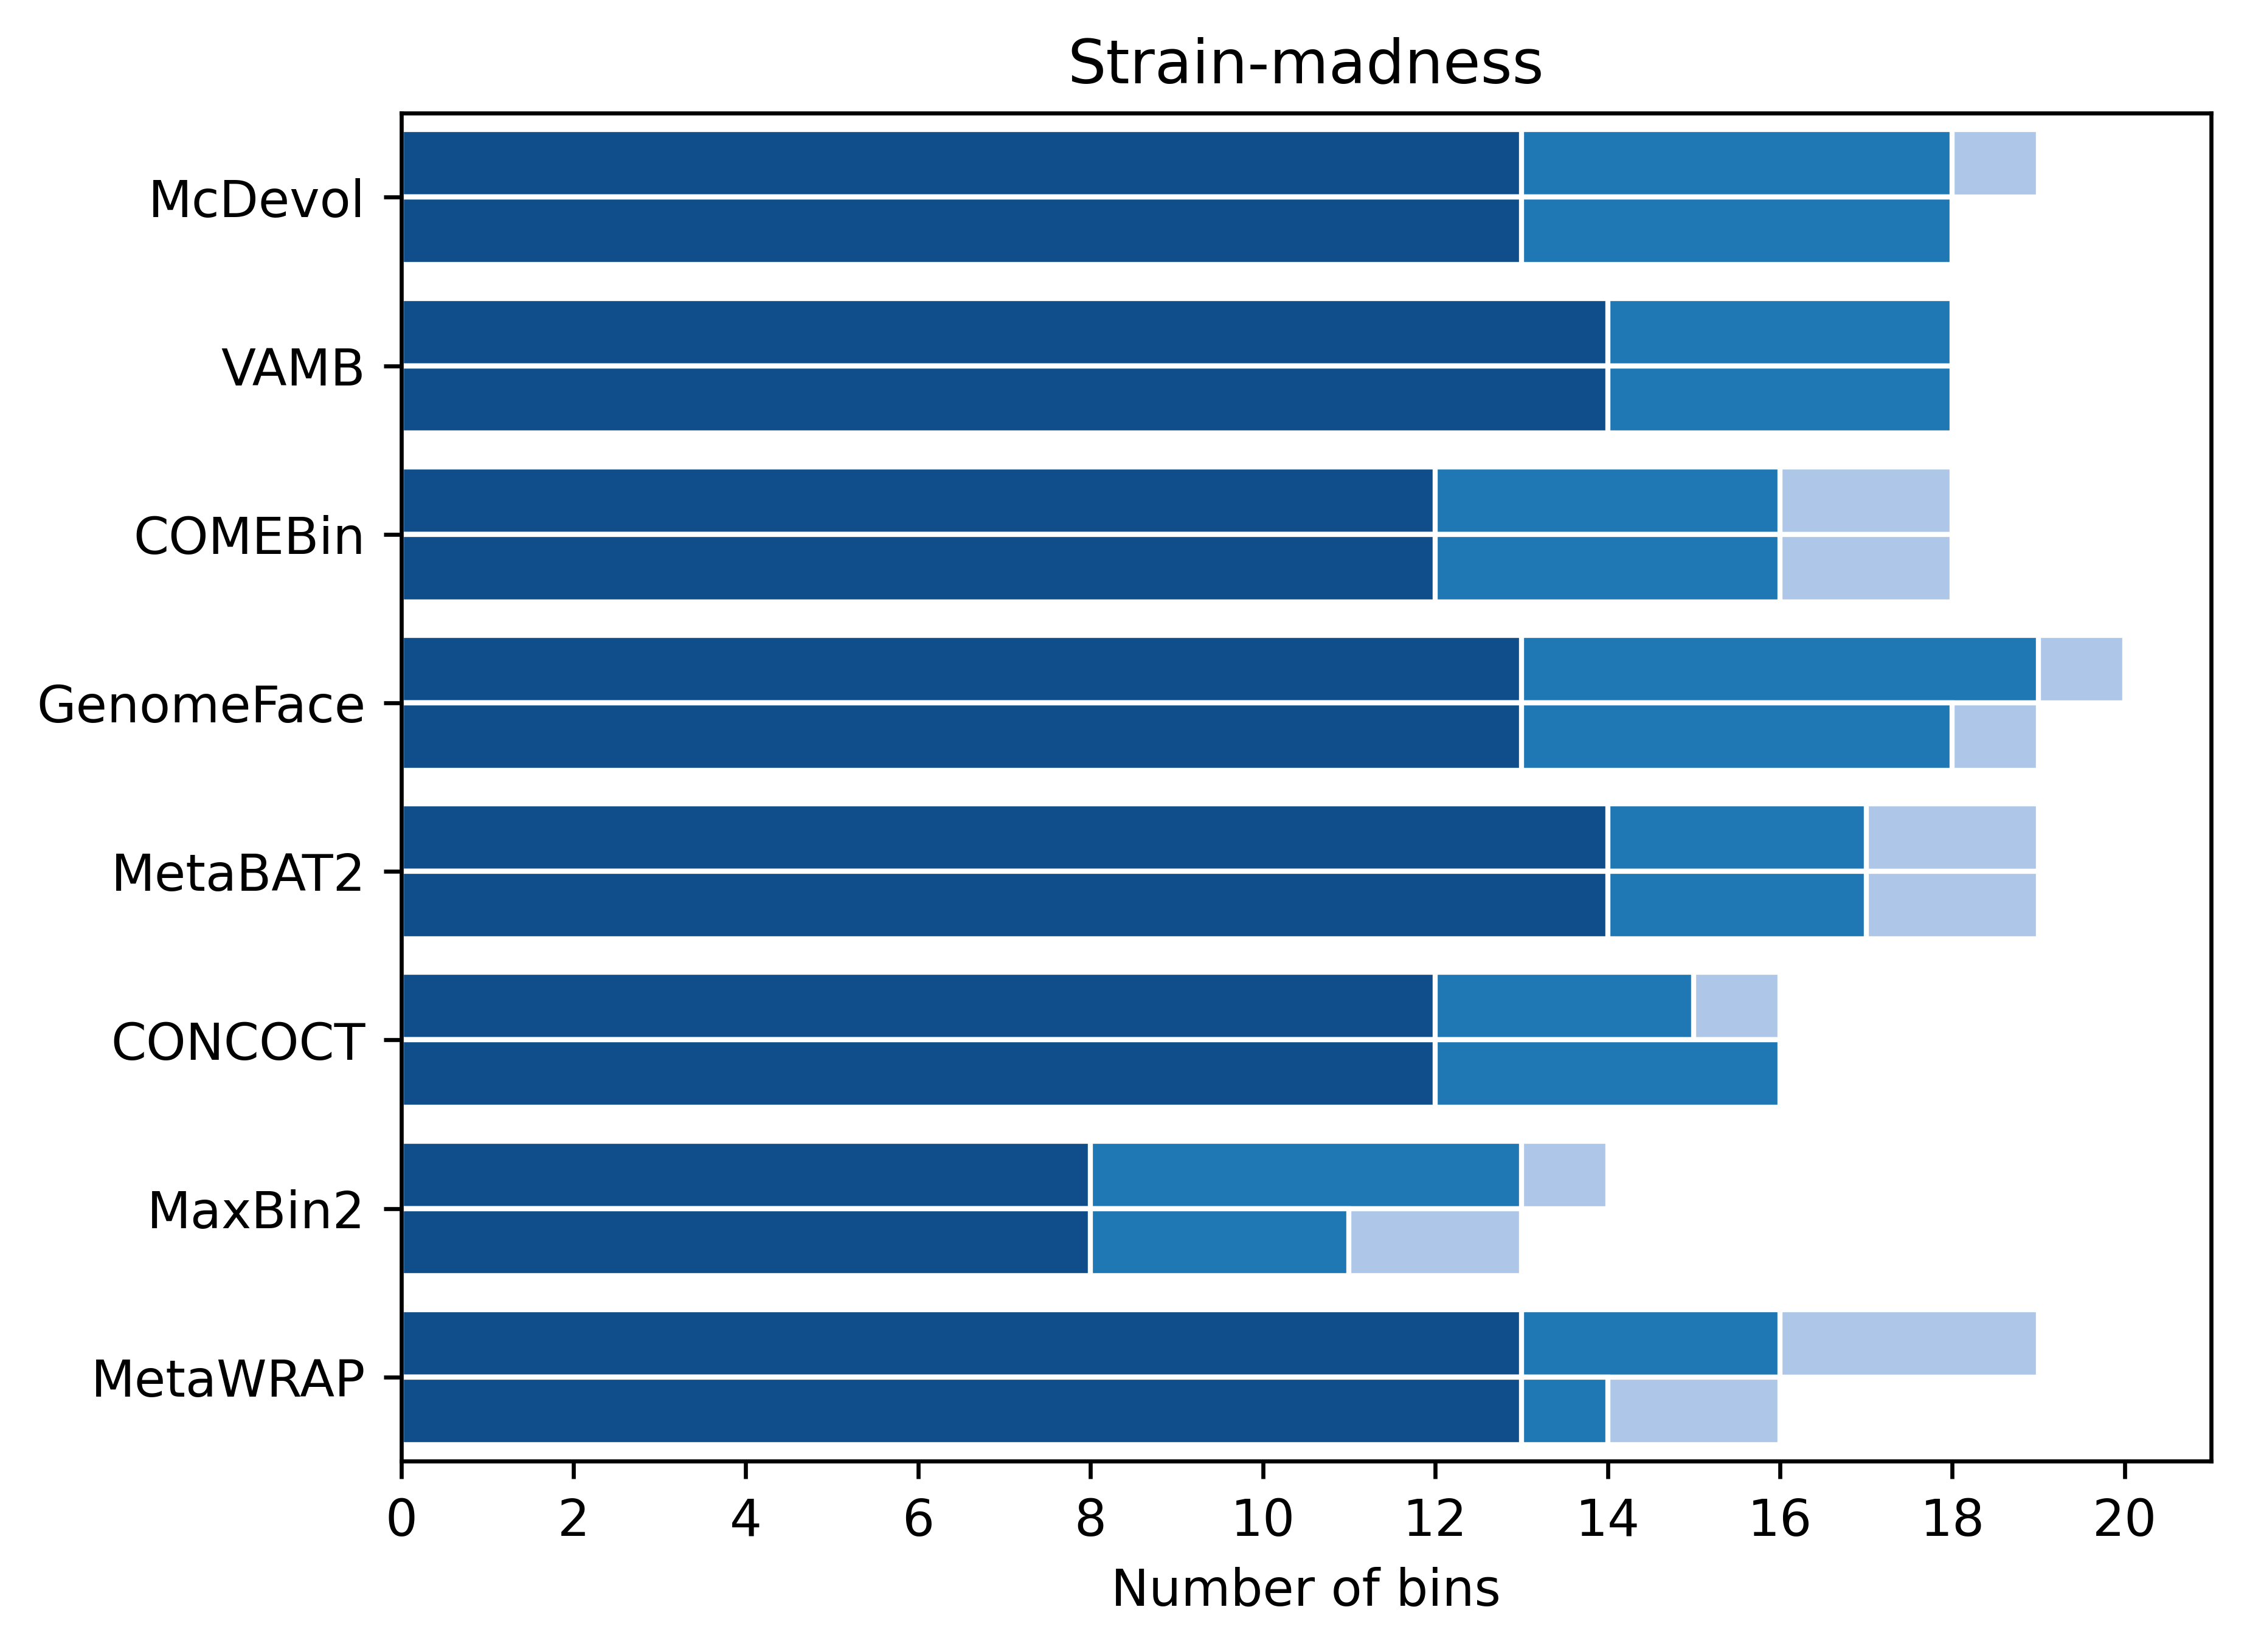 Strain-madness
McDevol
VAMB
COMEBin
GenomeFace
MetaBAT2
CONCOCT
MaxBin2
MetaWRAP
0 2 4 6 8 10 12 14 16 18 20
Number of bins